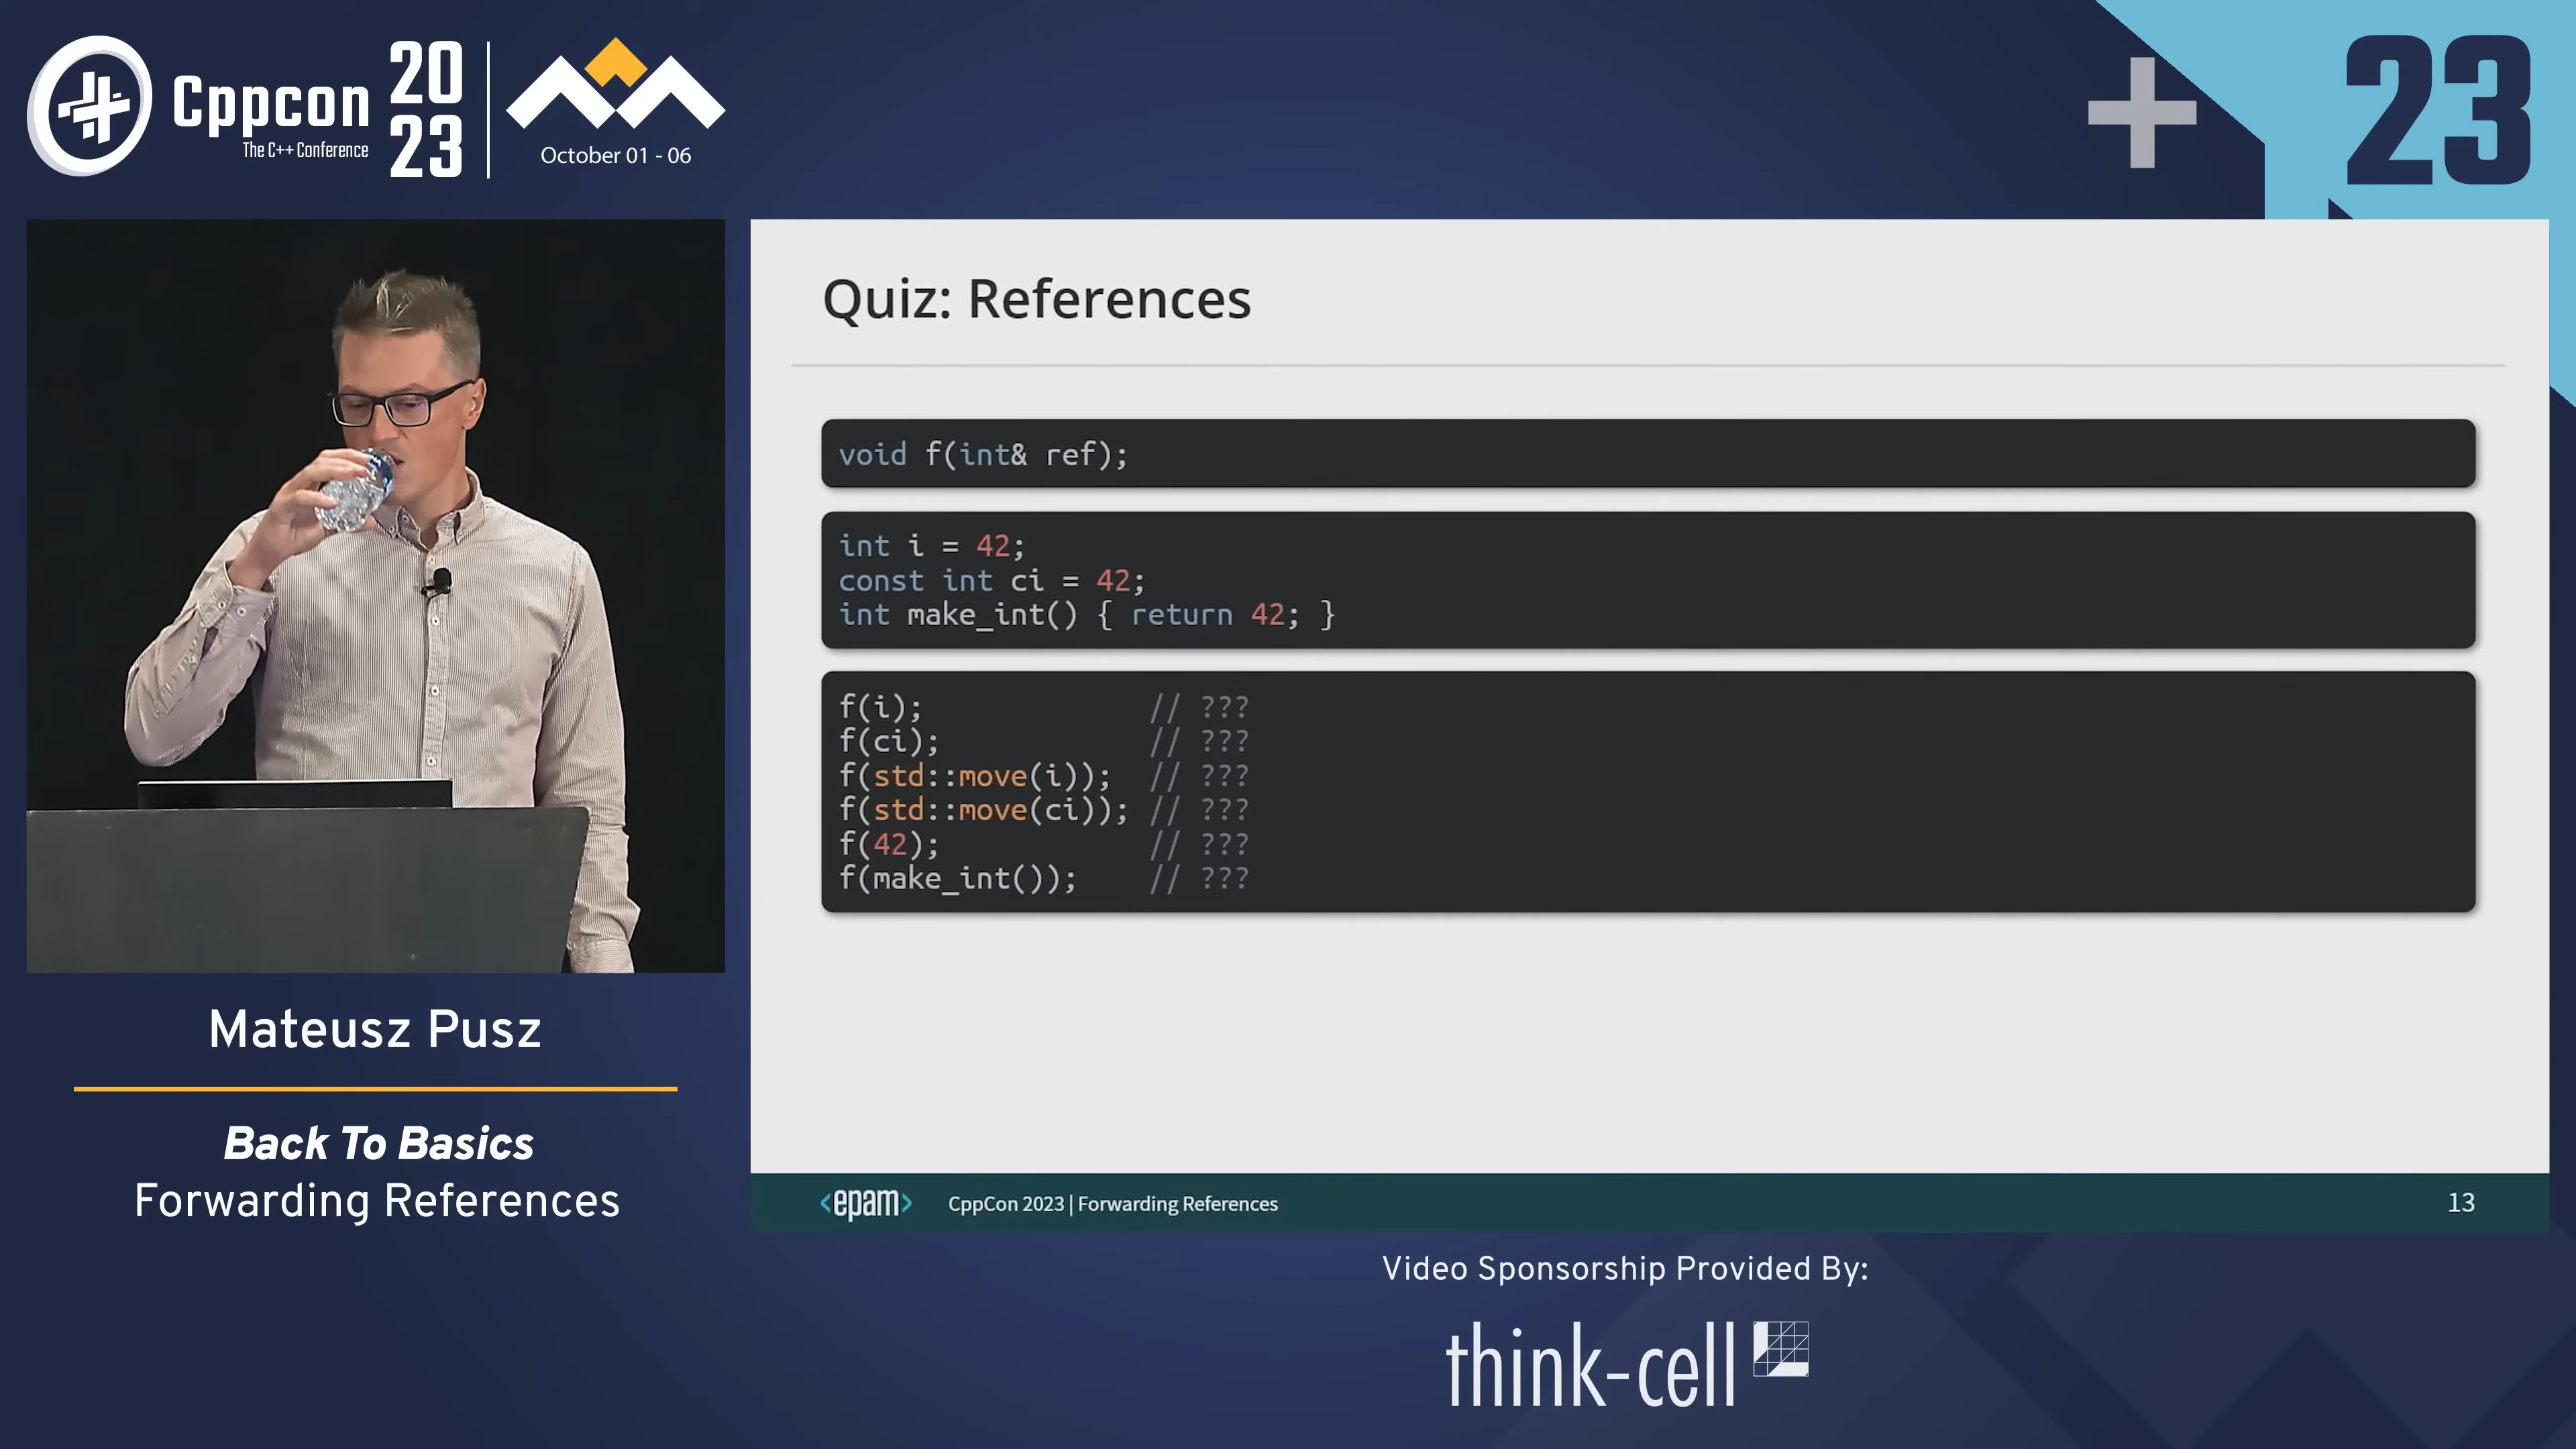 Cppcon
The C++ Conference
20
23
October 01 - 06
23
Quiz: References
void f(int& ref);
int i = 42;
const int ci = 42;
int make_int() { return 42; }
f(i); // ???
f(ci); // ???
f(std::move(i)); // ???
f(std::move(ci)); // ???
f(42); // ???
f(make_int()); // ???
<epam> CppCon 2023 | Forwarding References 13
Mateusz Pusz
Back To Basics
Forwarding References
Video Sponsorship Provided By:
think-cell